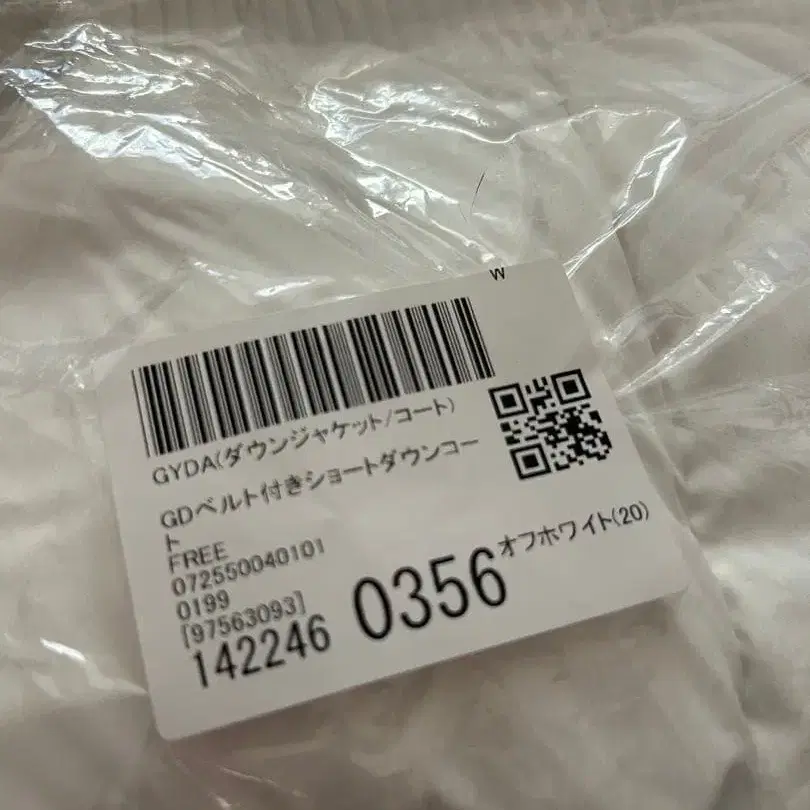 W
GYDA(ダウンジャケット/コート)
GDベルト付きショートダウンコー
ト
FREE
072550040101
0199
オフホワイト(20)
[97563093]
142246 0356